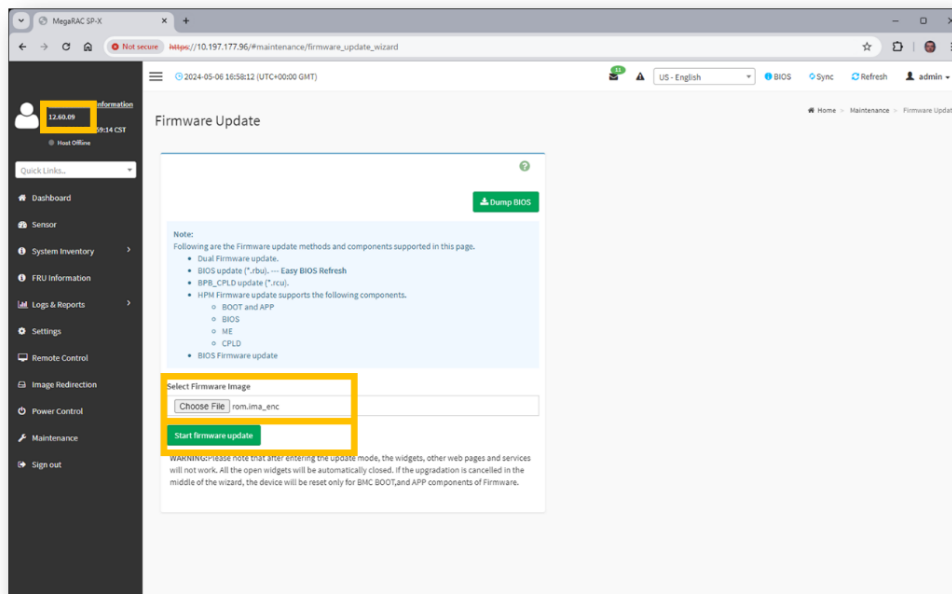 MegaRAC SP-X
Not secure https://10.197.177.96/#maintenance/firmware_update_wizard
2024-05-06 16:58:12 (UTC+00:00 GMT)
11
US - English
BIOS
Sync
Refresh
admin
Information
12.60.09
59:14 CST
Host Offline
Quick Links..
Dashboard
Sensor
System Inventory
FRU Information
Logs & Reports
Settings
Remote Control
Image Redirection
Power Control
Maintenance
Sign out
Firmware Update
Home > Maintenance > Firmware Updat
Dump BIOS
Note:
Following are the Firmware update methods and components supported in this page.
Dual Firmware update.
BIOS update (*.rbu). --- Easy BIOS Refresh
BPB_CPLD update (*.rcu).
HPM Firmware update supports the following components.
BOOT and APP
BIOS
ME
CPLD
BIOS Firmware update
Select Firmware Image
Choose File rom.ima_enc
Start firmware update
WARNING:Please note that after entering the update mode, the widgets, other web pages and services
will not work. All the open widgets will be automatically closed. If the upgradation is cancelled in the
middle of the wizard, the device will be reset only for BMC BOOT,and APP components of Firmware.